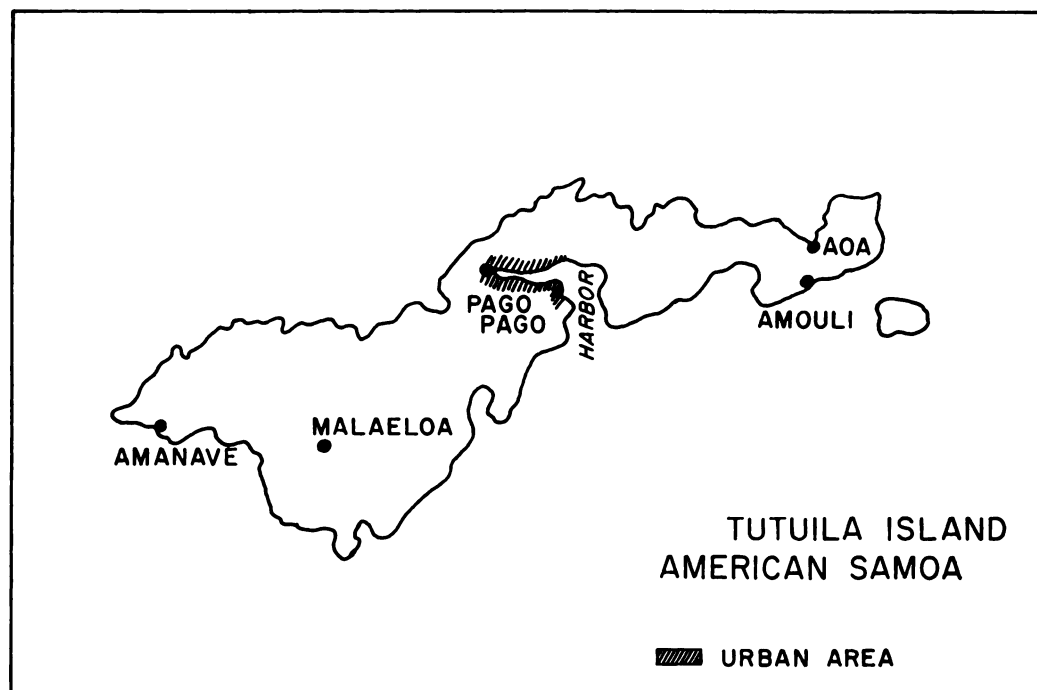 AOA
PAGO
PAGO
HARBOR
AMOULI
MALAELOA
AMANAVE
TUTUILA ISLAND
AMERICAN SAMOA
URBAN AREA